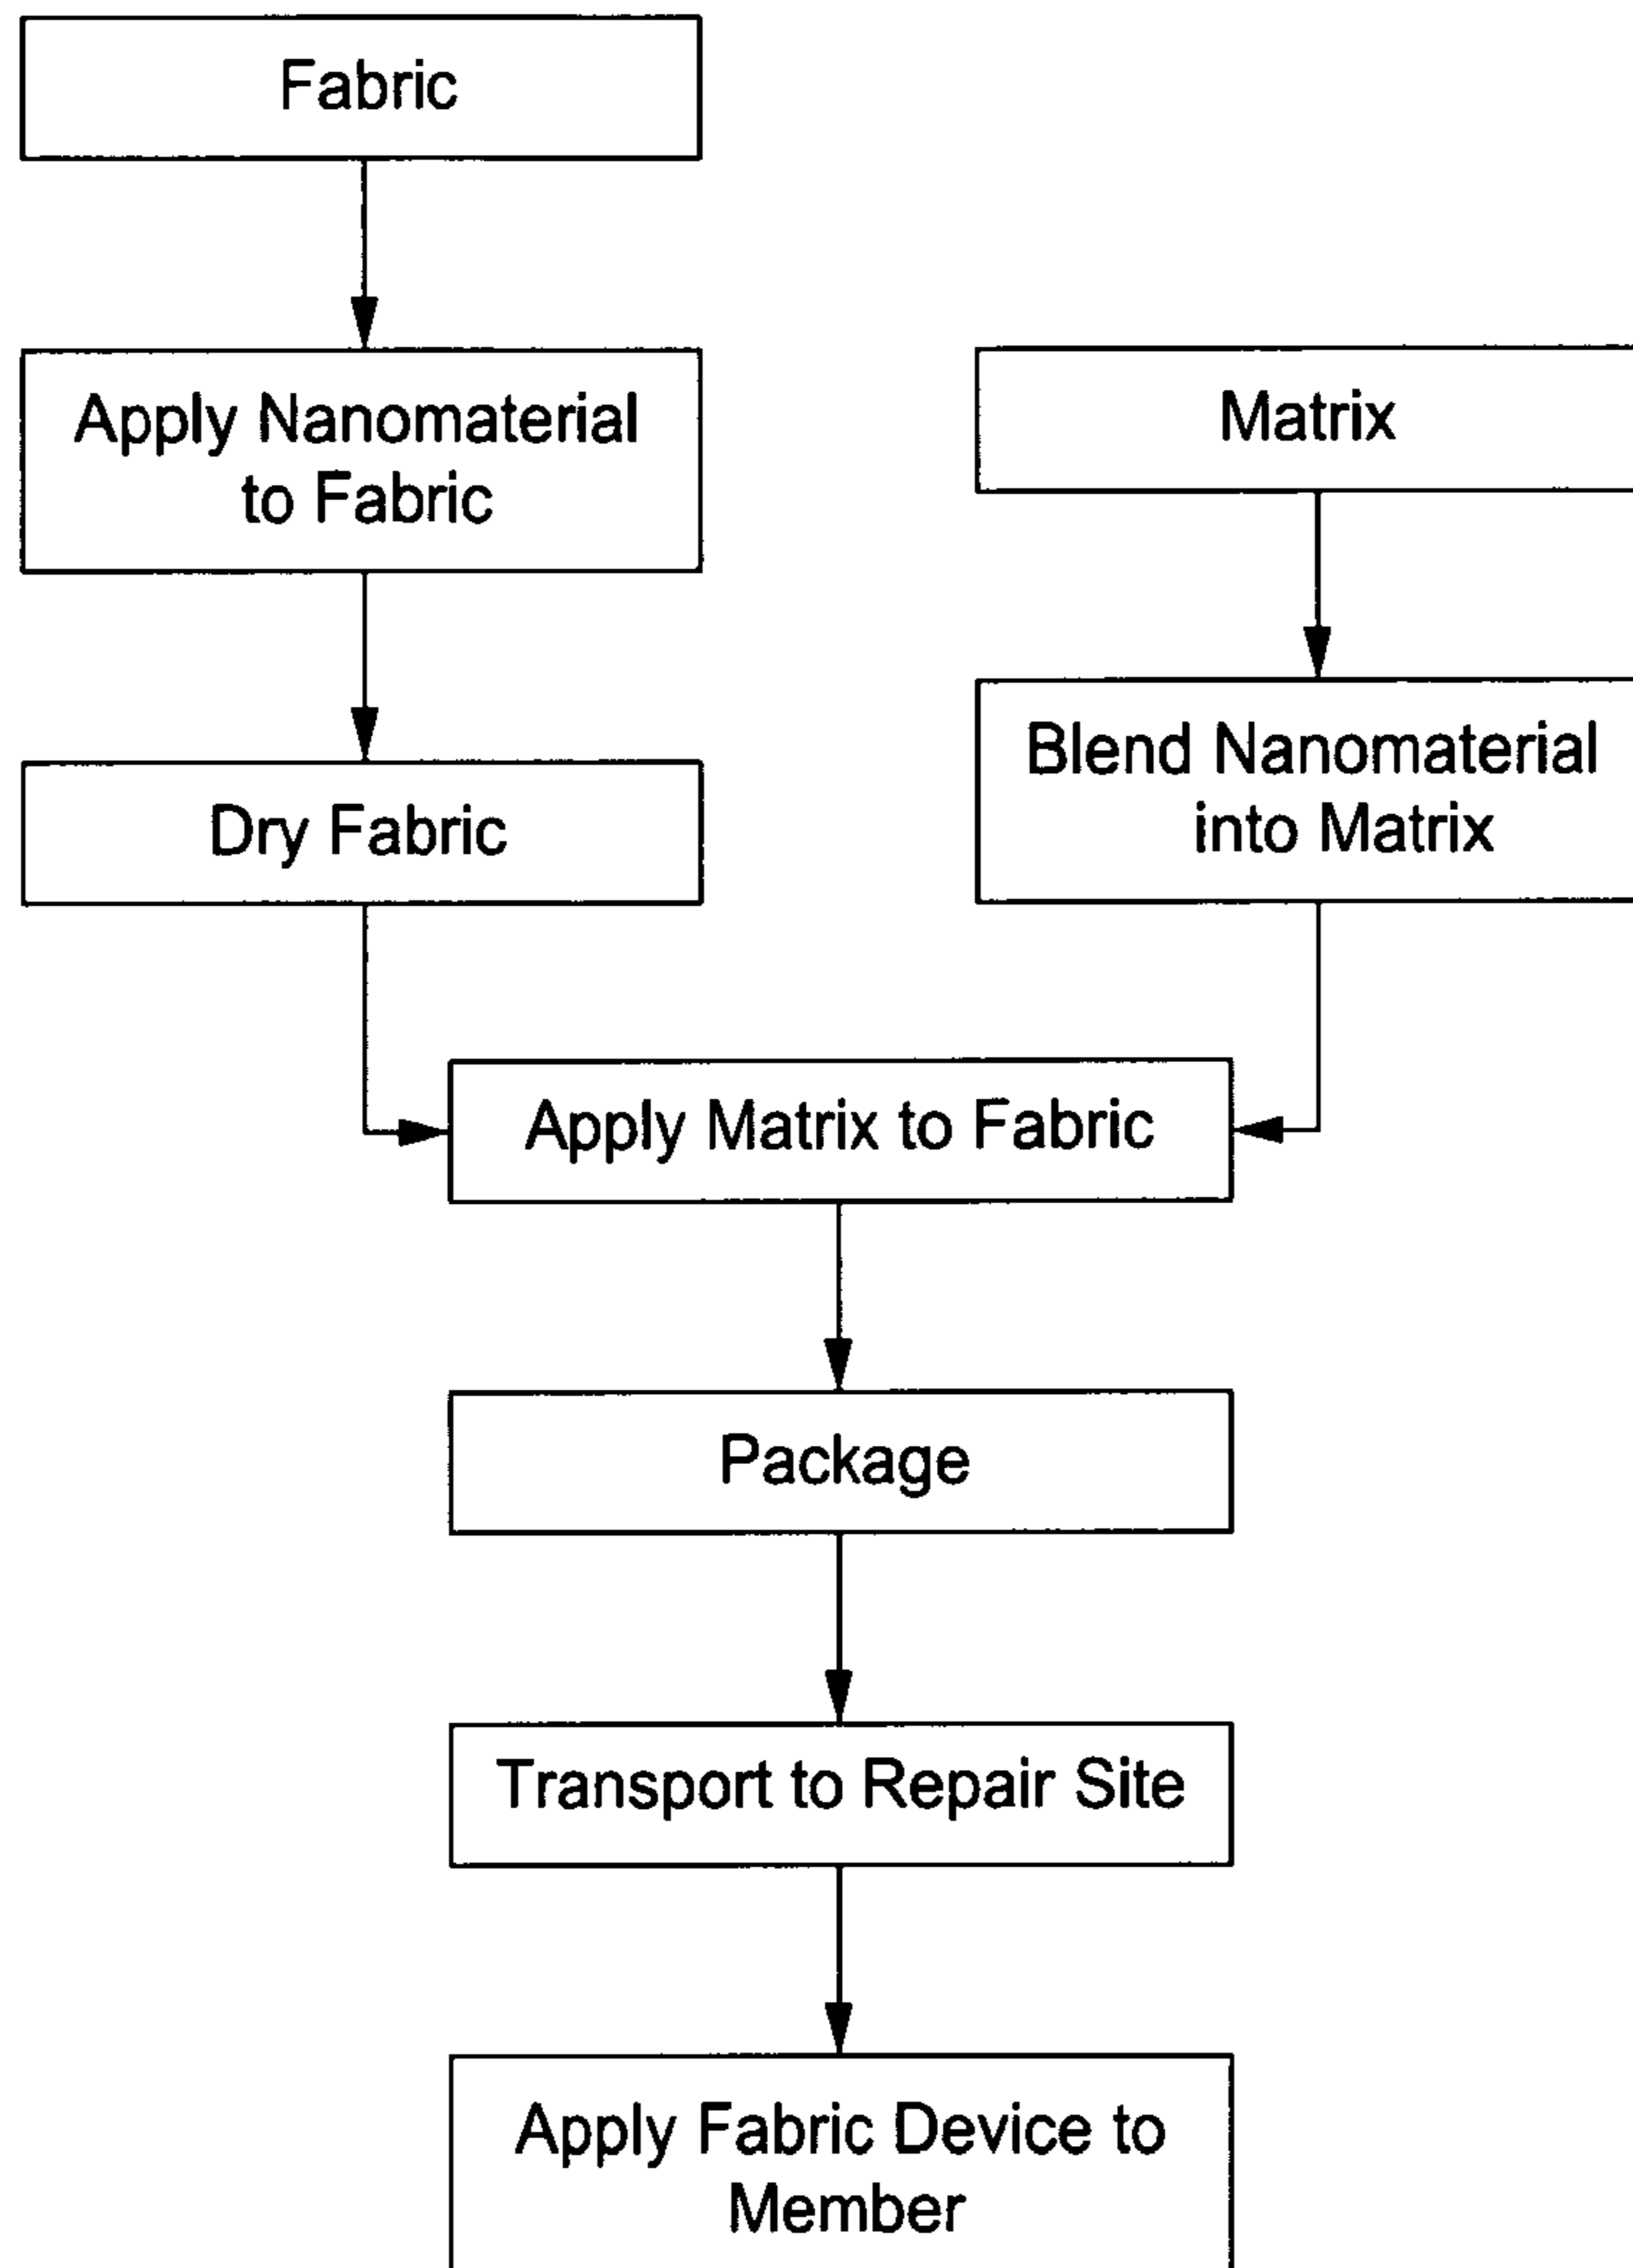 Fabric
Apply Nanomaterial
to Fabric
Matrix
Dry Fabric
Blend Nanomaterial
into Matrix
Apply Matrix to Fabric
Package
Transport to Repair Site
Apply Fabric Device to
Member